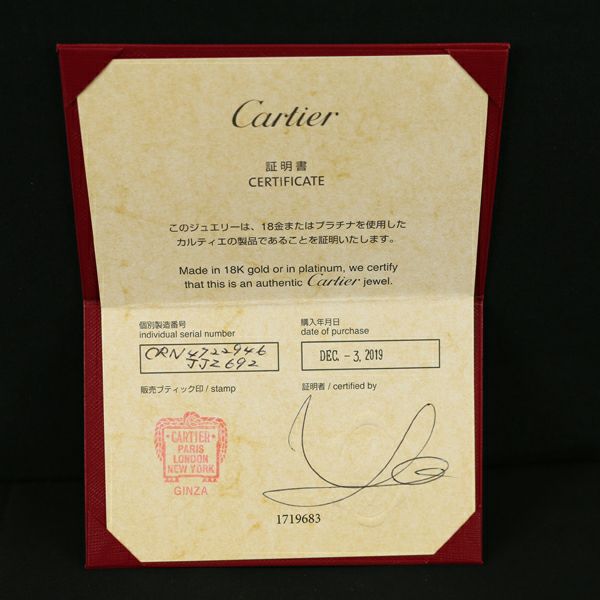 Cartier
証明書
CERTIFICATE
このジュエリーは、18金またはプラチナを使用した
カルティエの製品であることを証明いたします。
Made in 18K gold or in platinum, we certify
that this is an authentic Cartier jewel.
個別製造番号
individual serial number
CRN4722946
JJ2692
購入年月日
date of purchase
DEC. -3. 2019
販売ブティック印 / stamp
証明者 / certified by
CARTIER
PARIS
LONDON
NEW YORK
GINZA
1719683